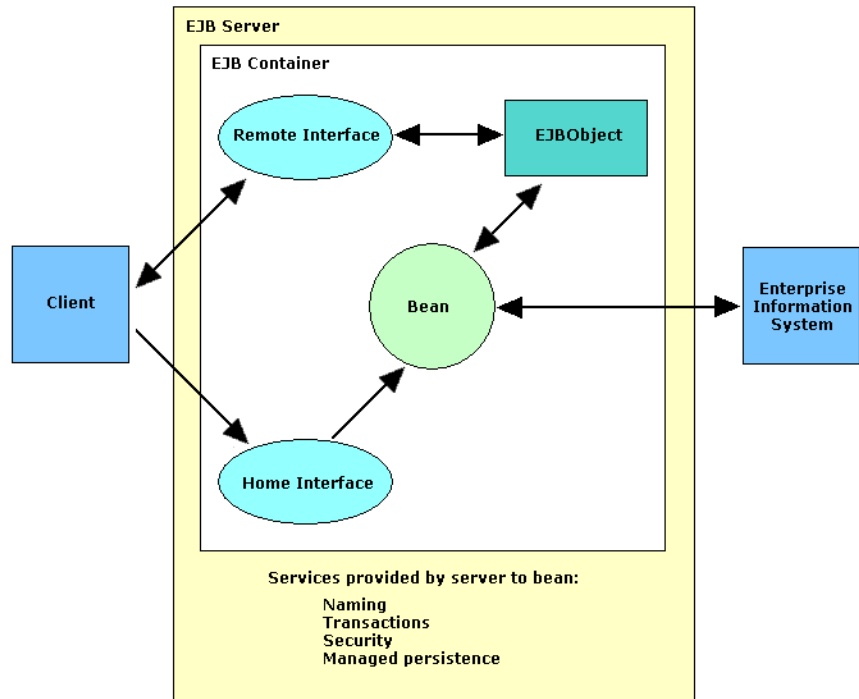 EJB Server
EJB Container
Remote Interface
EJBObject
Client
Bean
Enterprise
Information
System
Home Interface
Services provided by server to bean:
Naming
Transactions
Security
Managed persistence